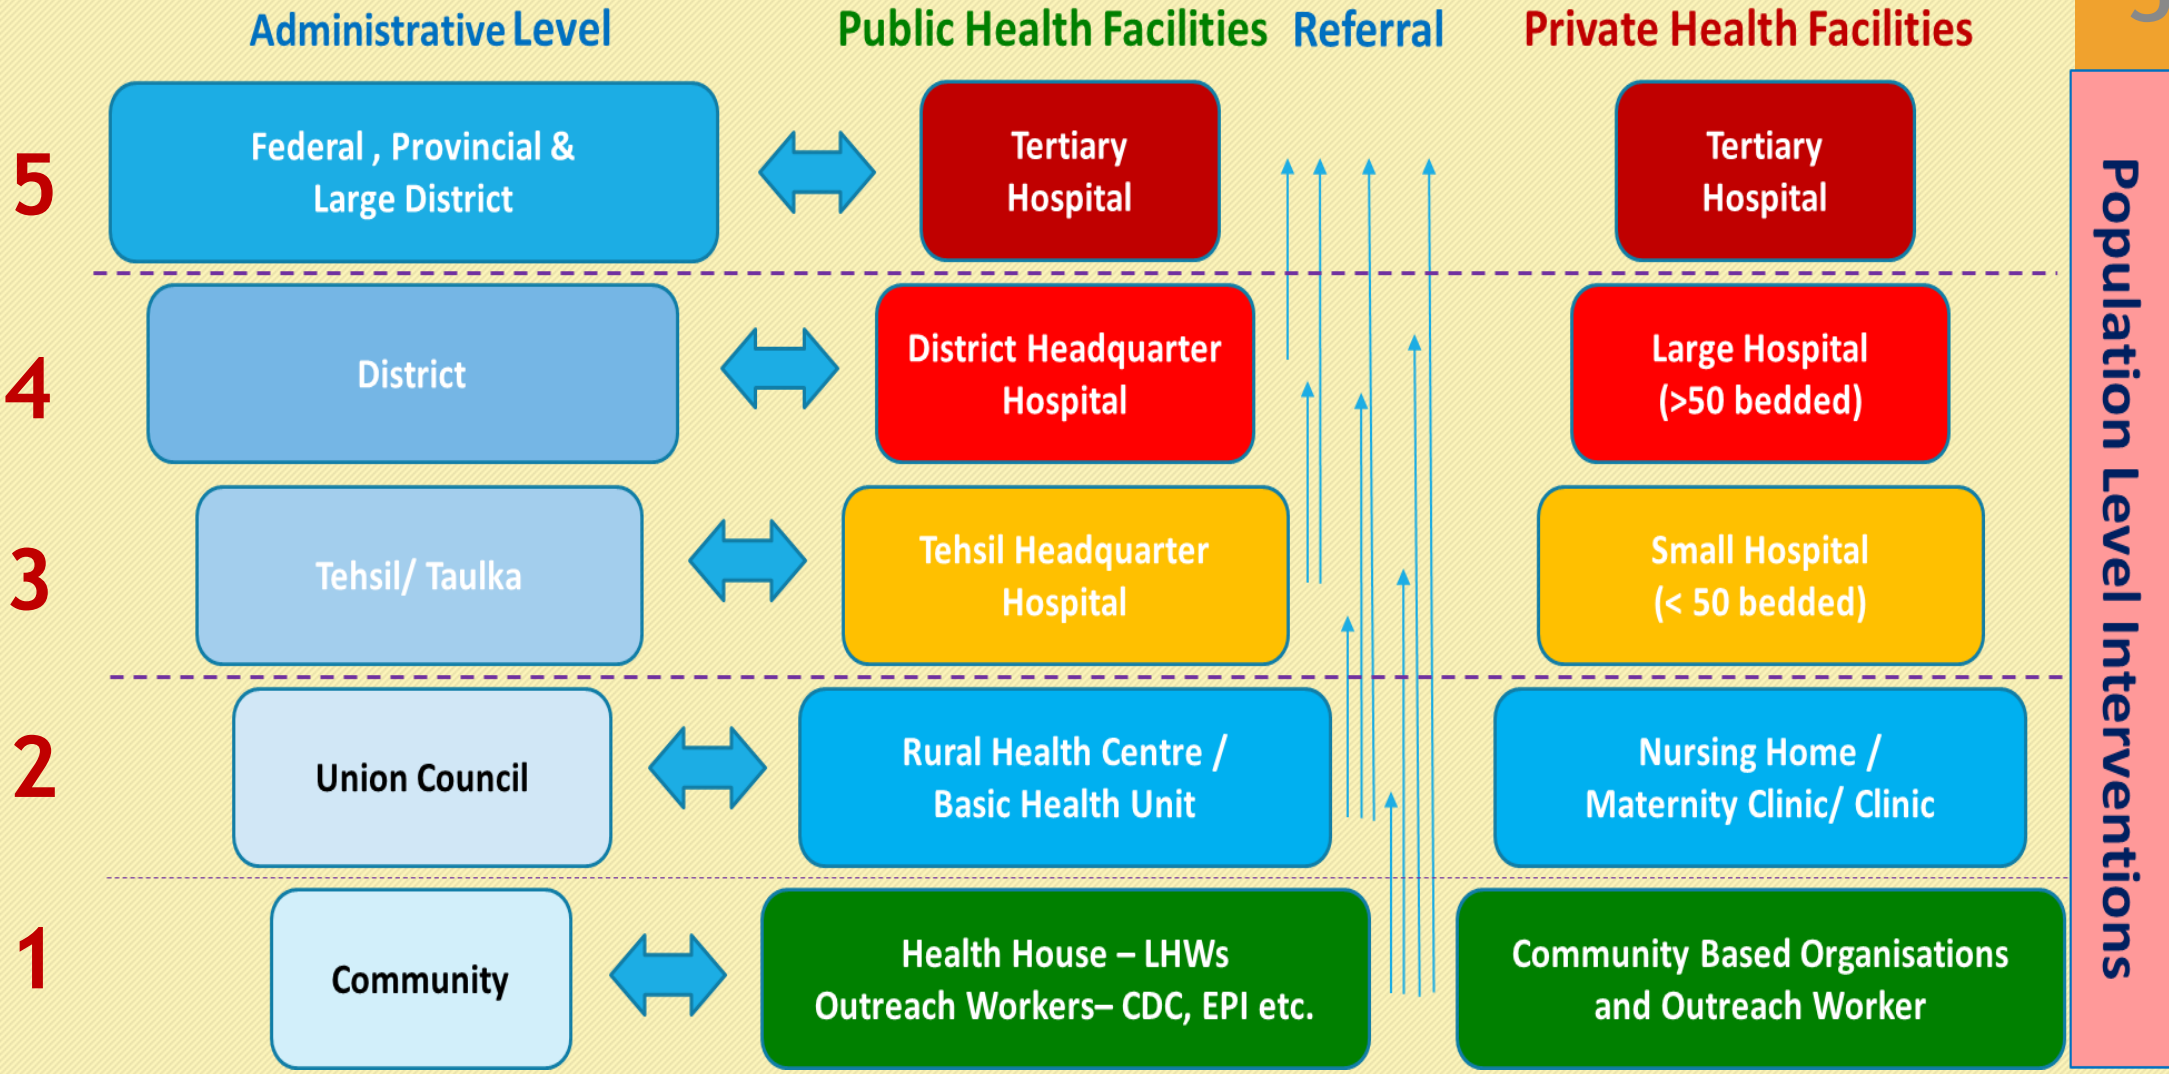 Administrative Level
Public Health Facilities
Referral
Private Health Facilities
5
Federal , Provincial &
Large District
Tertiary
Hospital
Tertiary
Hospital
4
District
District Headquarter
Hospital
Large Hospital
(>50 bedded)
3
Tehsil/ Taulka
Tehsil Headquarter
Hospital
Small Hospital
(< 50 bedded)
2
Union Council
Rural Health Centre /
Basic Health Unit
Nursing Home /
Maternity Clinic/ Clinic
1
Community
Health House – LHWs
Outreach Workers– CDC, EPI etc.
Community Based Organisations
and Outreach Worker
Population Level Interventions